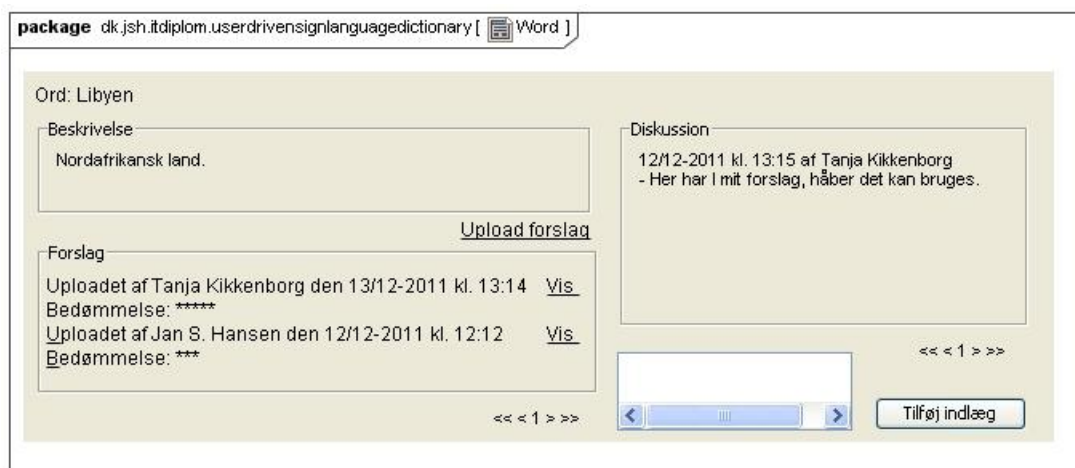 package dk.jsh.itdiplom.userdrivensignlanguagedictionary [ Word ]
Ord: Libyen
Beskrivelse
Nordafrikansk land.
Upload forslag
Forslag
Uploadet af Tanja Kikkenborg den 13/12-2011 kl. 13:14 Vis
Bedømmelse: *****
Uploadet af Jan S. Hansen den 12/12-2011 kl. 12:12 Vis
Bedømmelse: ***
<< < 1 > >>
Diskussion
12/12-2011 kl. 13:15 af Tanja Kikkenborg
- Her har I mit forslag, håber det kan bruges.
<< < 1 > >>
Tilføj indlæg